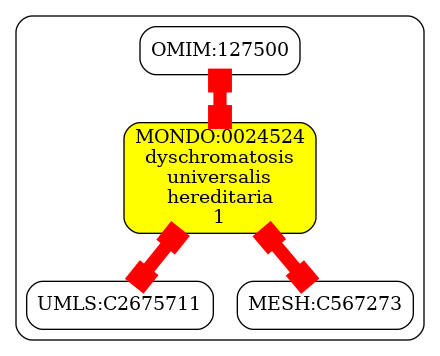 OMIM:127500
MONDO:0024524
dyschromatosis
universalis
hereditaria
1
UMLS:C2675711
MESH:C567273